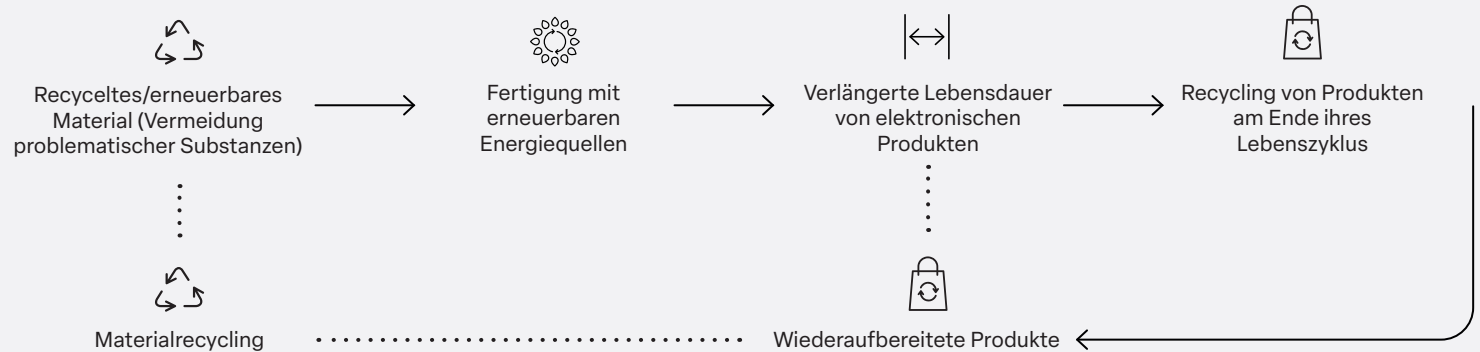 Recyceltes/erneuerbares
Material (Vermeidung
problematischer Substanzen)
Fertigung mit
erneuerbaren
Energiequellen
Verlängerte Lebensdauer
von elektronischen
Produkten
Recycling von Produkten
am Ende ihres
Lebenszyklus
Materialrecycling
Wiederaufbereitete Produkte